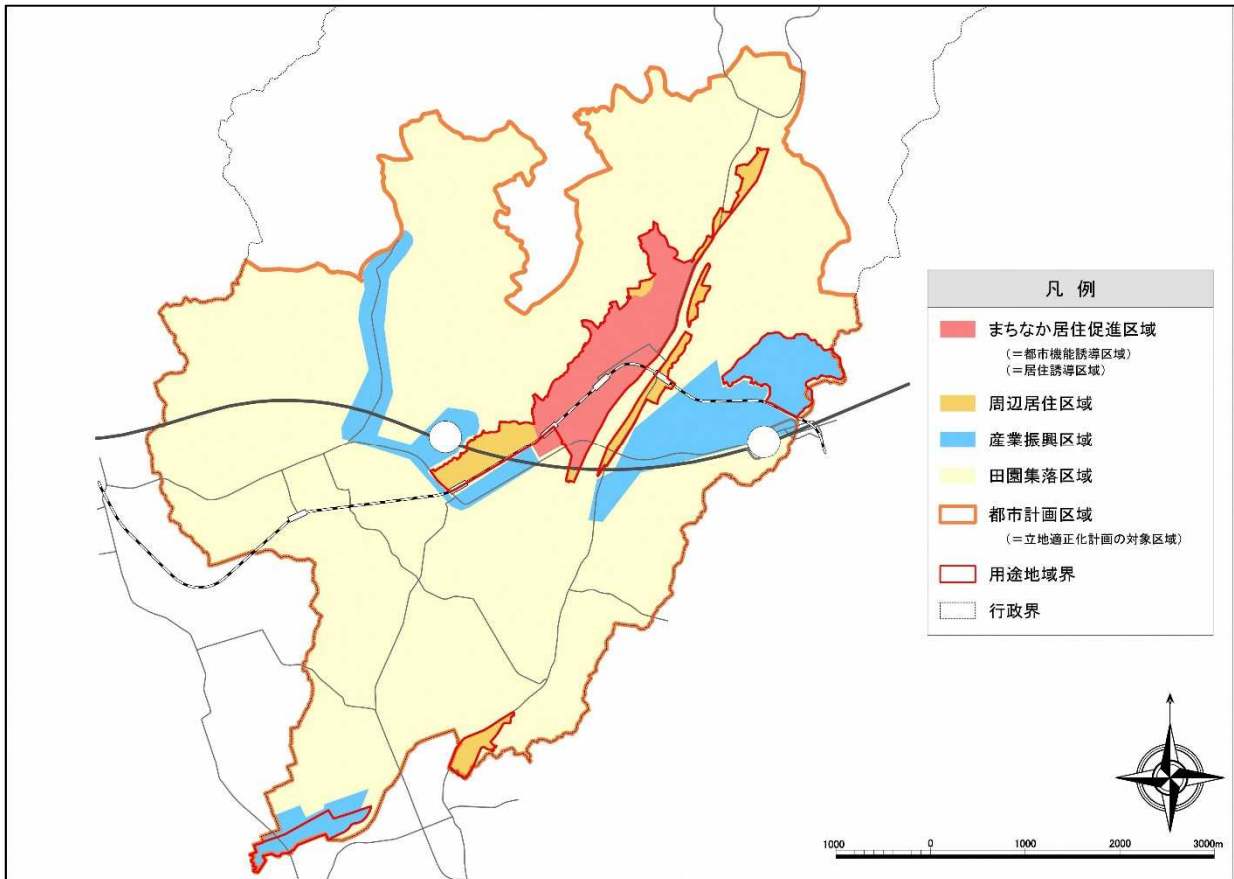 凡 例
まちなか居住促進区域
(＝都市機能誘導区域)
(＝居住誘導区域)
周辺居住区域
産業振興区域
田園集落区域
都市計画区域
(＝立地適正化計画の対象区域)
用途地域界
行政界
1000 0 1000 2000 3000m